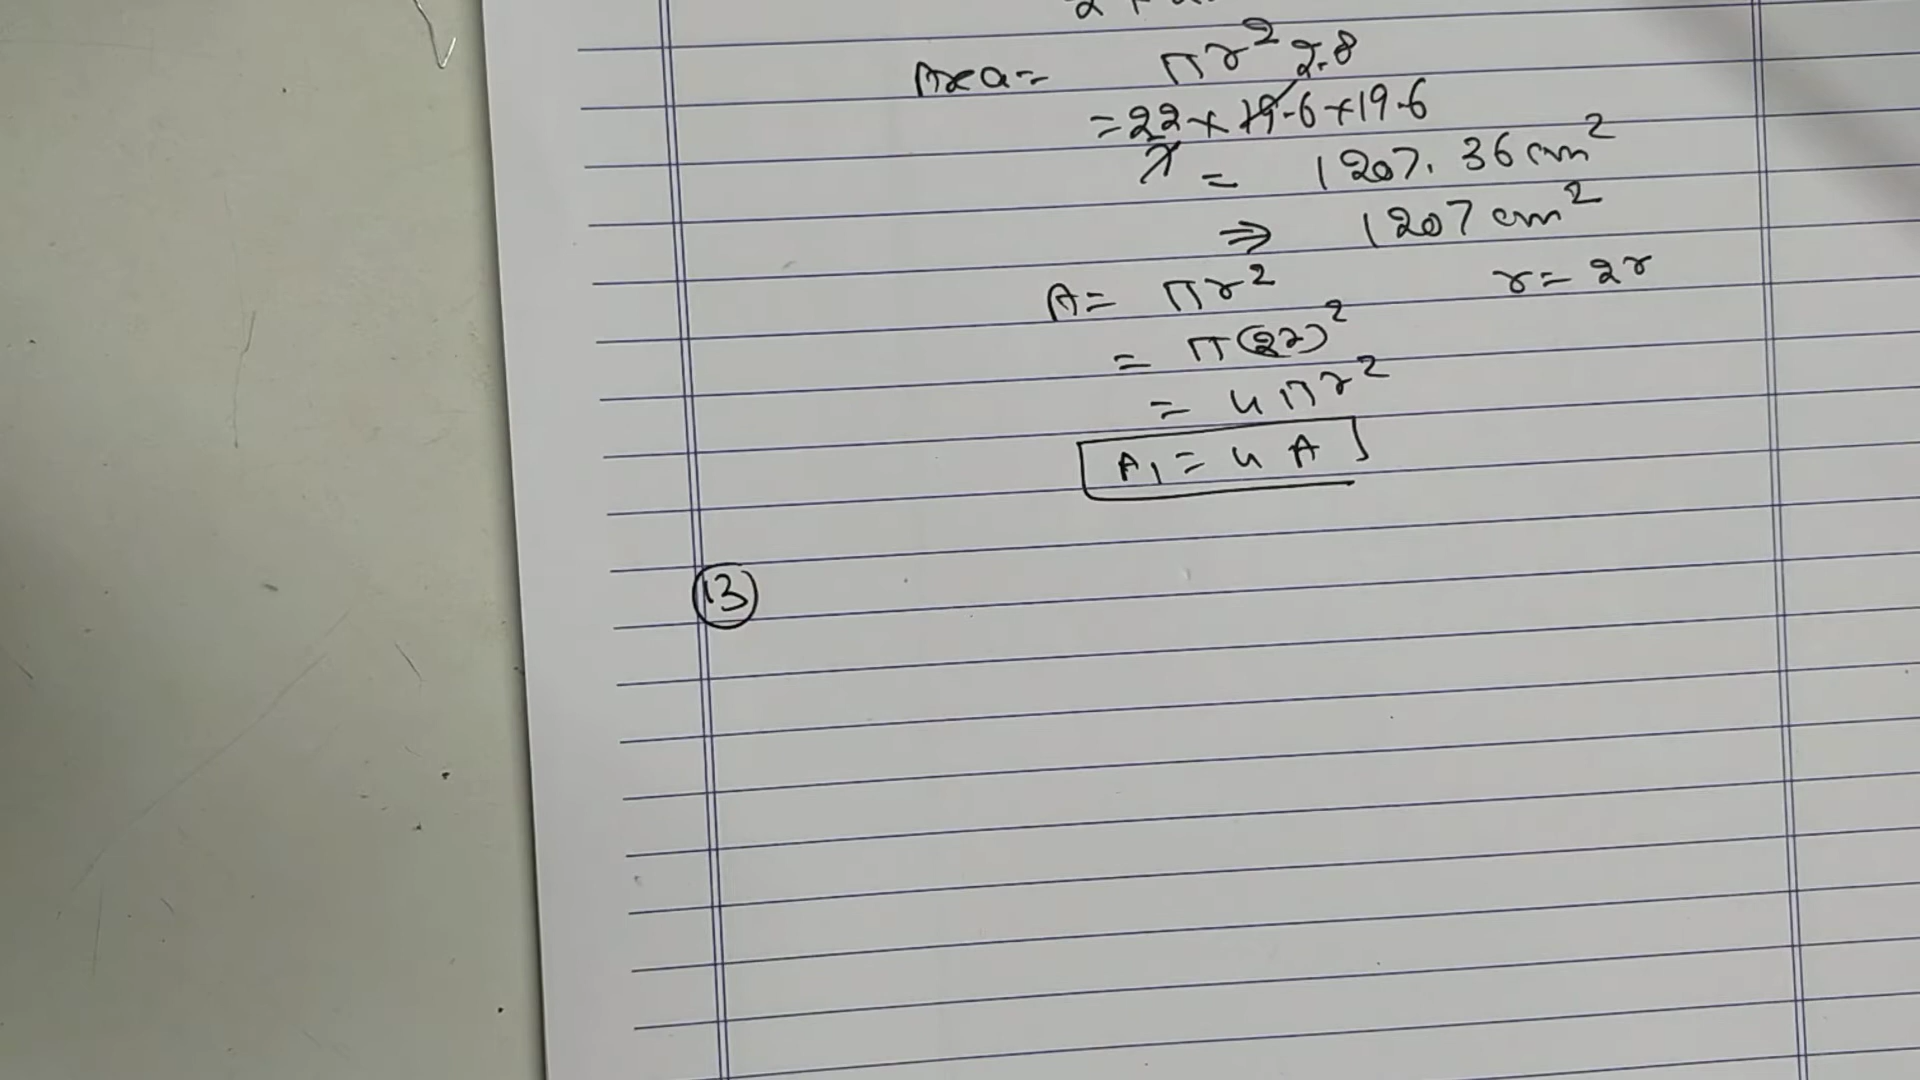 Area = πr²
2.8
= 22 × 19.6 × 19.6
7
= 1207.36 cm²
⇒ 1207 cm²
A = πr² r = 2r
= π(2r)²
= 4πr²
A₁ = 4 A
13